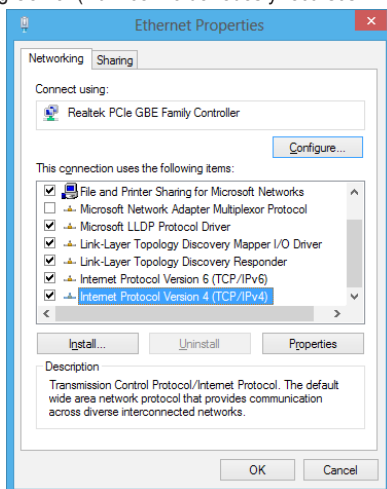 Ethernet Properties
Networking
Sharing
Connect using:
Realtek PCIe GBE Family Controller
Configure...
This connection uses the following items:
File and Printer Sharing for Microsoft Networks
Microsoft Network Adapter Multiplexor Protocol
Microsoft LLDP Protocol Driver
Link-Layer Topology Discovery Mapper I/O Driver
Link-Layer Topology Discovery Responder
Internet Protocol Version 6 (TCP/IPv6)
Internet Protocol Version 4 (TCP/IPv4)
Install...
Uninstall
Properties
Description
Transmission Control Protocol/Internet Protocol. The default
wide area network protocol that provides communication
across diverse interconnected networks.
OK
Cancel